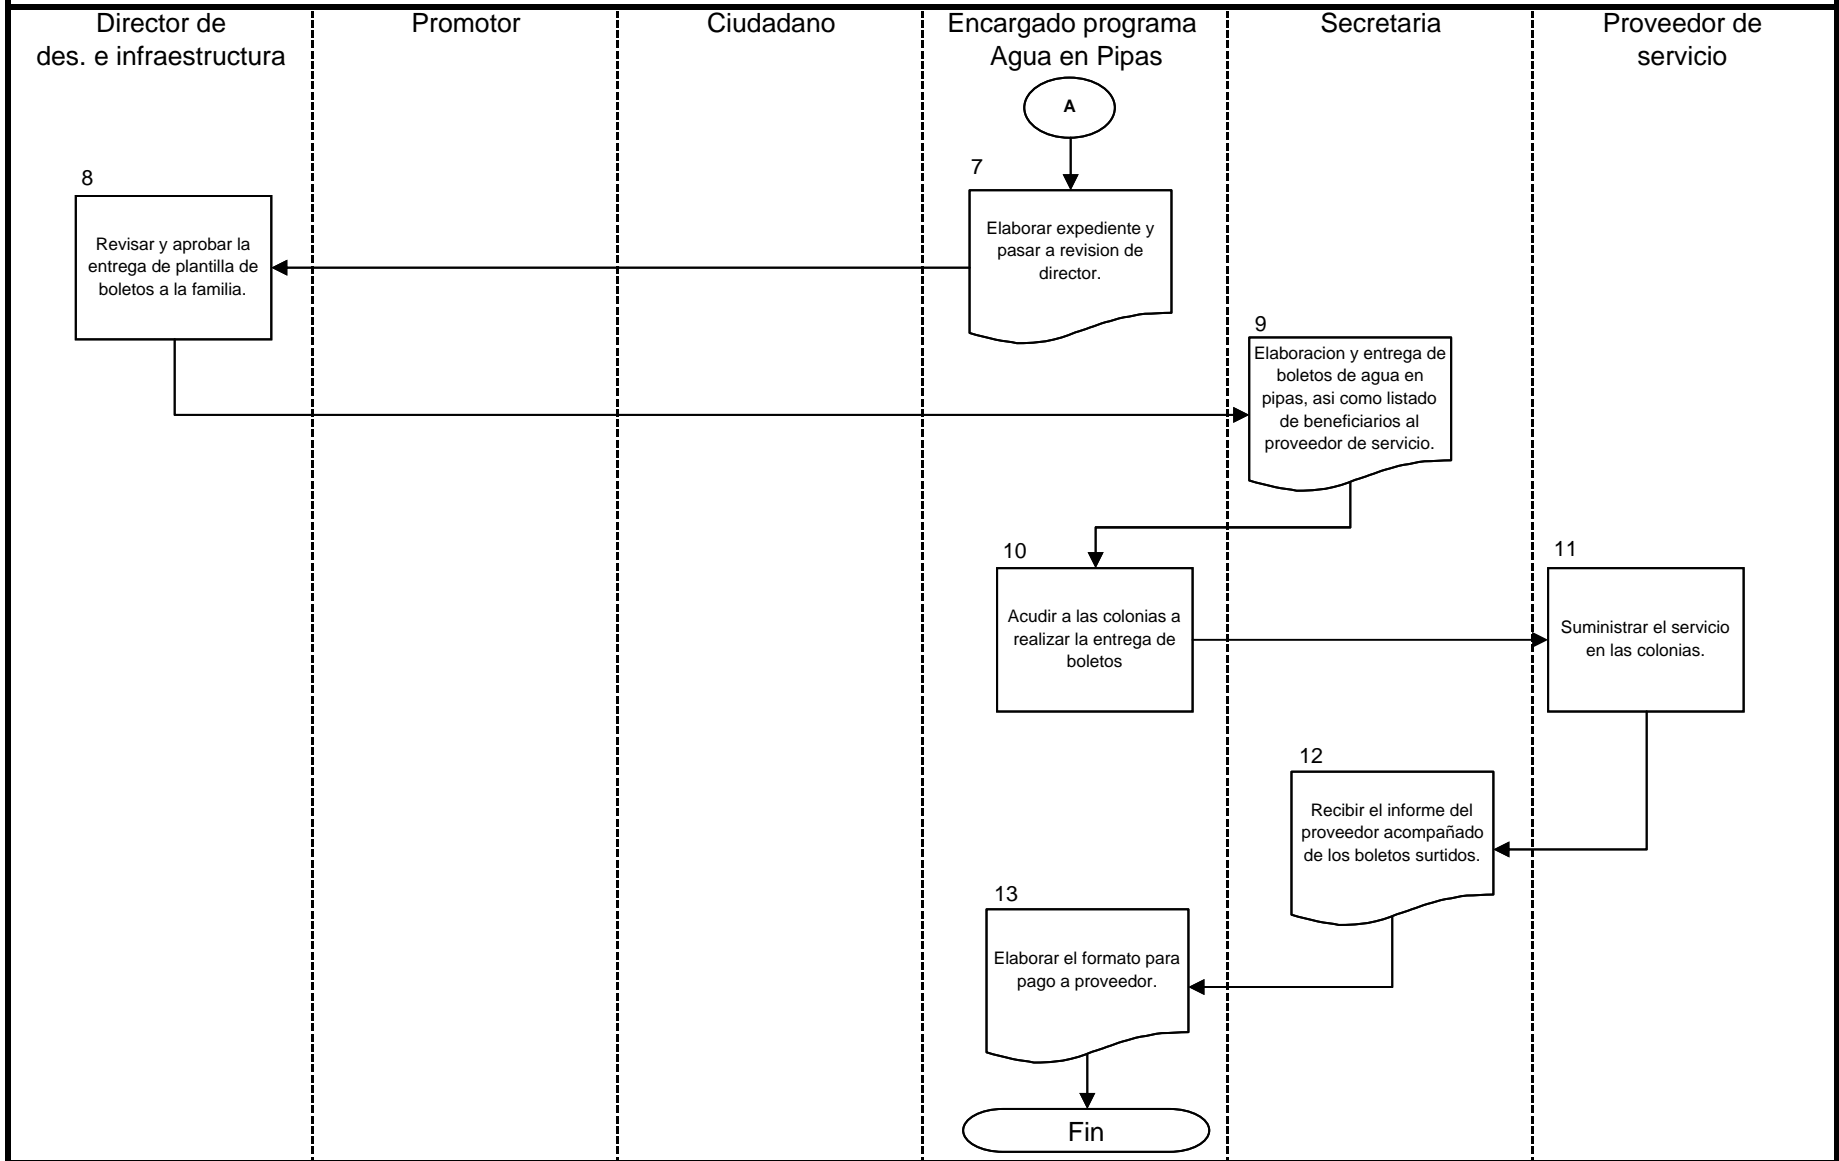 Director de
des. e infraestructura
Promotor
Ciudadano
Encargado programa
Agua en Pipas
Secretaria
Proveedor de
servicio
A
7
Elaborar expediente y
pasar a revision de
director.
8
Revisar y aprobar la
entrega de plantilla de
boletos a la familia.
9
Elaboracion y entrega de
boletos de agua en
pipas, asi como listado
de beneficiarios al
proveedor de servicio.
10
Acudir a las colonias a
realizar la entrega de
boletos
11
Suministrar el servicio
en las colonias.
12
Recibir el informe del
proveedor acompañado
de los boletos surtidos.
13
Elaborar el formato para
pago a proveedor.
Fin